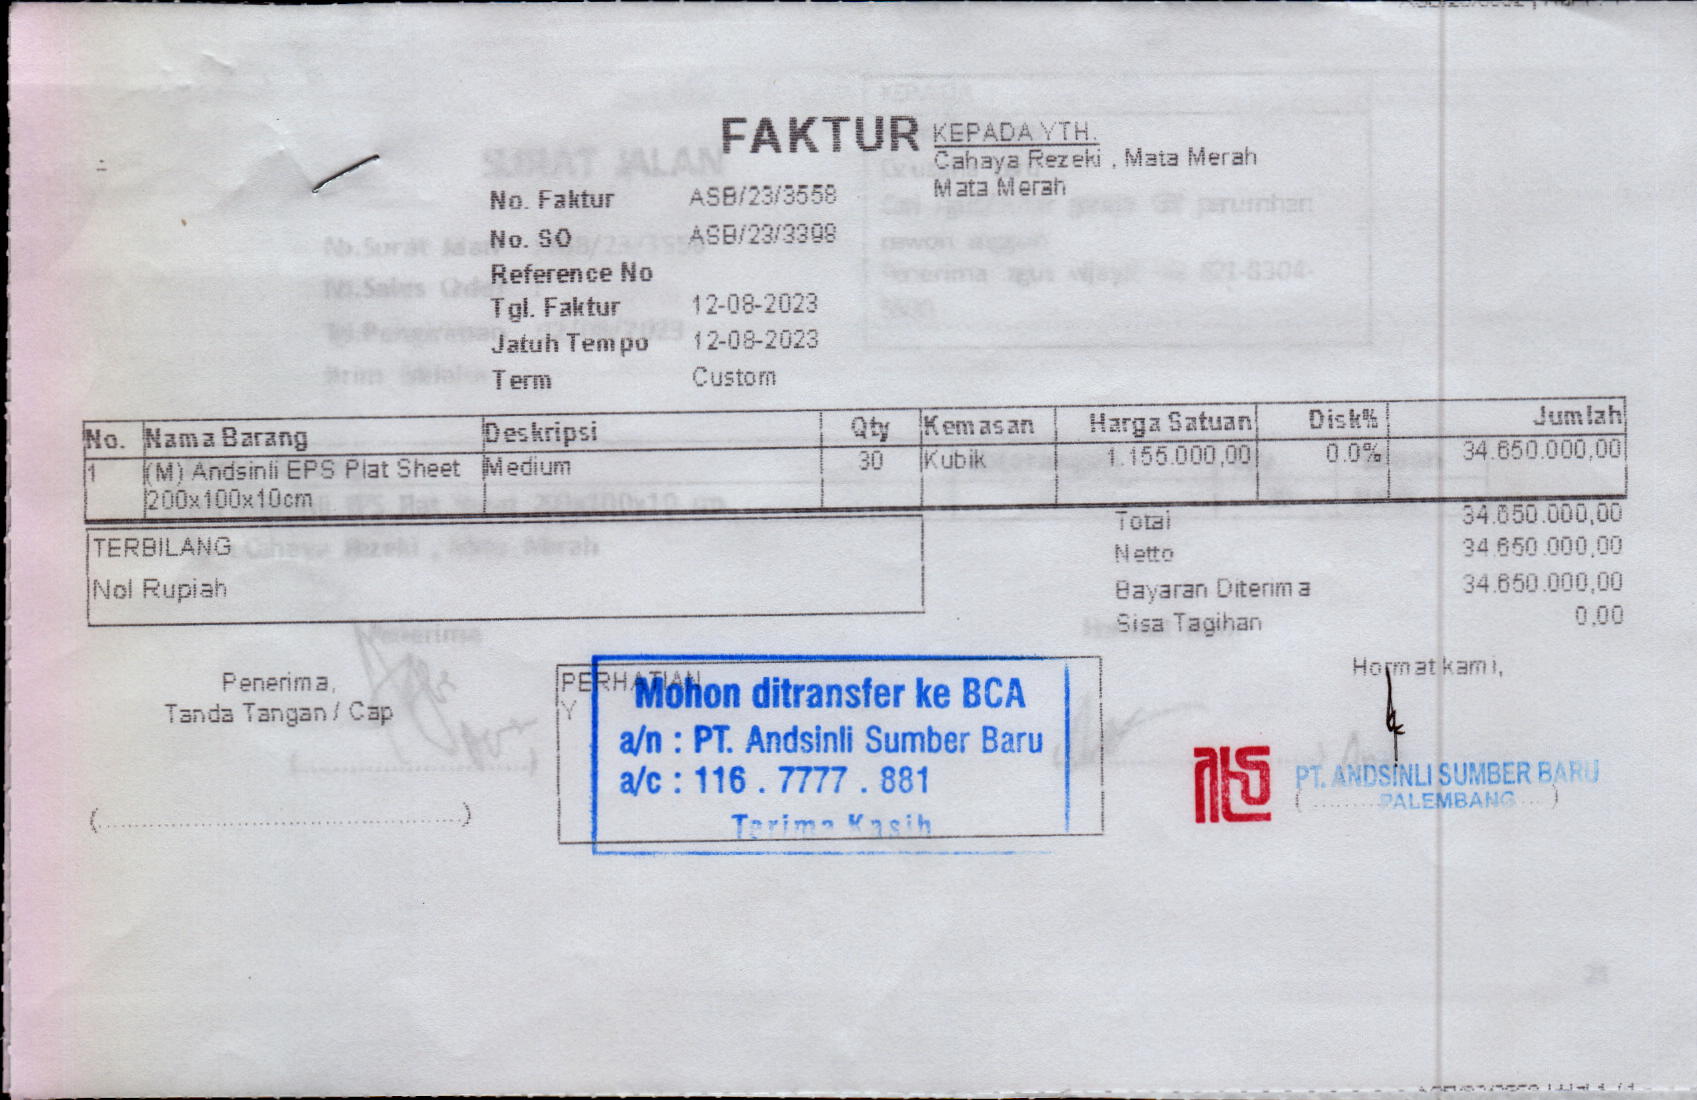 FAKTUR
KEPADA YTH.
Cahaya Rezeki , Mata Merah
Mata Merah
No. Faktur ASB/23/3558
No. SO ASB/23/3398
Reference No
Tgl. Faktur 12-08-2023
Jatuh Tempo 12-08-2023
Term Custom
No. Nama Barang Deskripsi Qty Kemasan Harga Satuan Disk% Jumlah
1 (M) Andsinli EPS Plat Sheet Medium 30 Kubik 1.155.000,00 0.0% 34.650.000,00
200x100x10cm
Total 34.650.000,00
TERBILANG
Netto 34.650.000,00
Nol Rupiah
Bayaran Diterima 34.650.000,00
Sisa Tagihan 0.00
Penerima,
Tanda Tangan / Cap
(....................)
PERHATIAN
Y
Mohon ditransfer ke BCA
a/n : PT. Andsinli Sumber Baru
a/c : 116 . 7777 . 881
Terima Kasih
Hormat kami,
PT. ANDSINLI SUMBER BARU
PALEMBANG